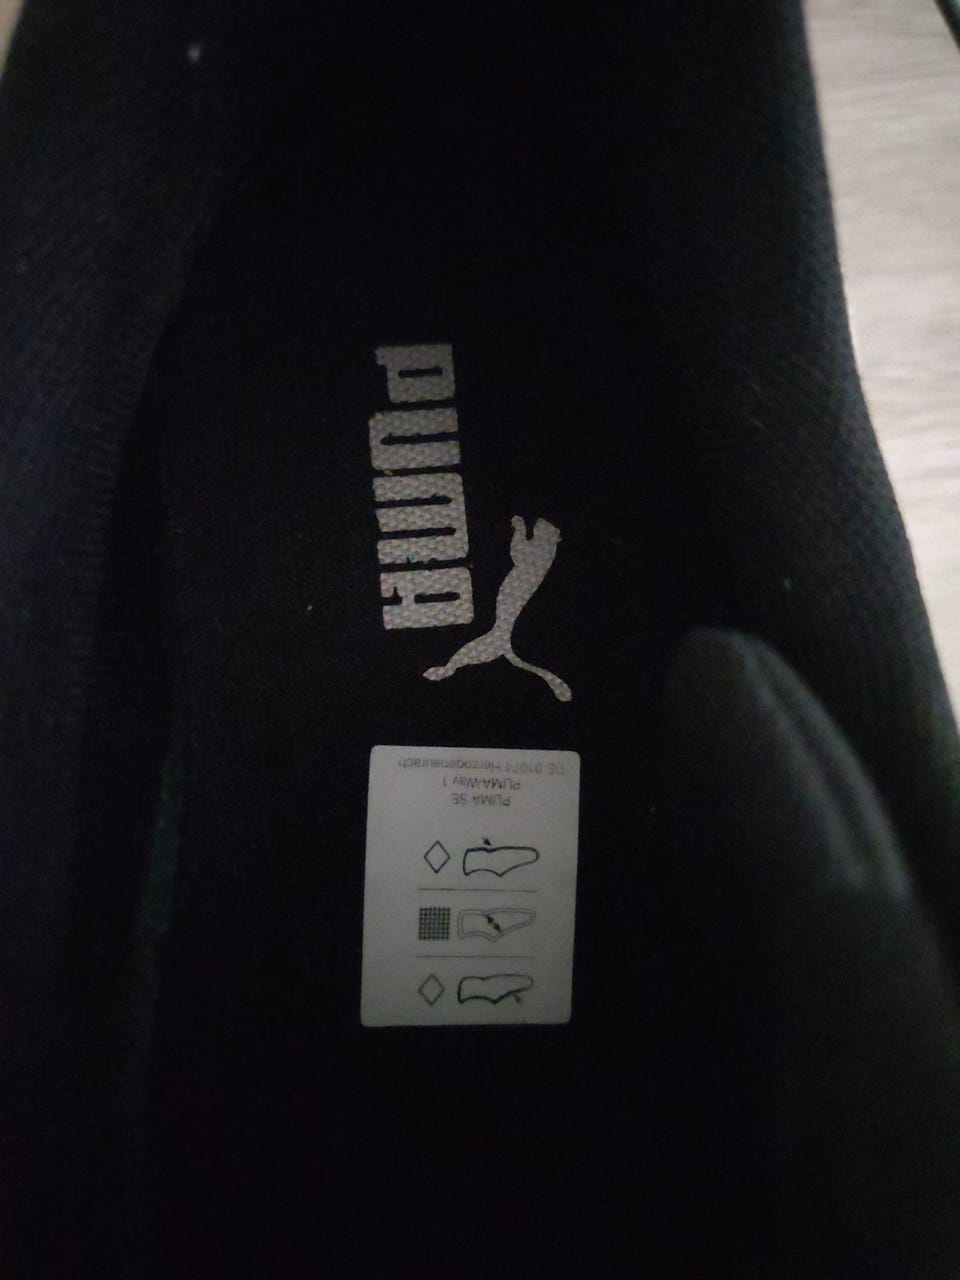 PUMA
PUMA SE
PUMA Way 1
DE 91074 Herzogenaurach